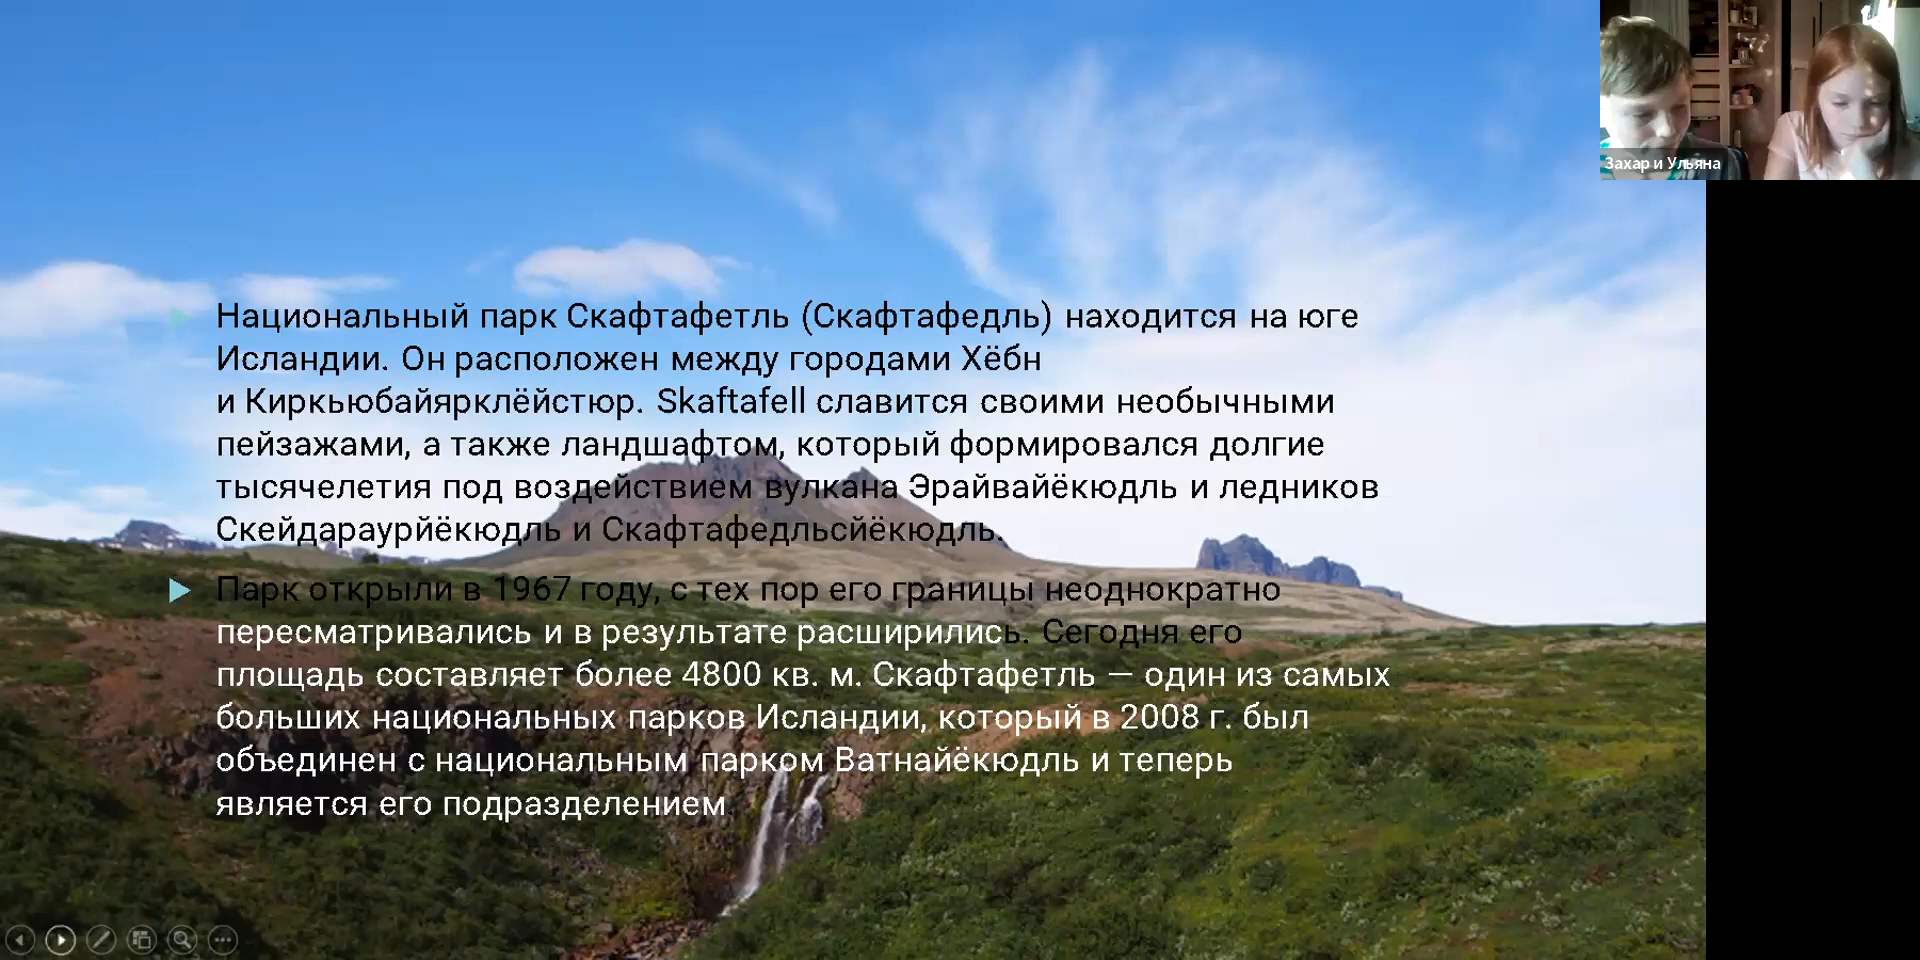 Захар и Ульяна
Национальный парк Скафтафетль (Скафтафедль) находится на юге
Исландии. Он расположен между городами Хёбн
и Киркьюбайярклёйстюр. Skaftafell славится своими необычными
пейзажами, а также ландшафтом, который формировался долгие
тысячелетия под воздействием вулкана Эрайвайёкюдль и ледников
Скейдараурйёкюдль и Скафтафедльсйёкюдль.
Парк открыли в 1967 году, с тех пор его границы неоднократно
пересматривались и в результате расширились. Сегодня его
площадь составляет более 4800 кв. м. Скафтафетль — один из самых
больших национальных парков Исландии, который в 2008 г. был
объединен с национальным парком Ватнайёкюдль и теперь
является его подразделением